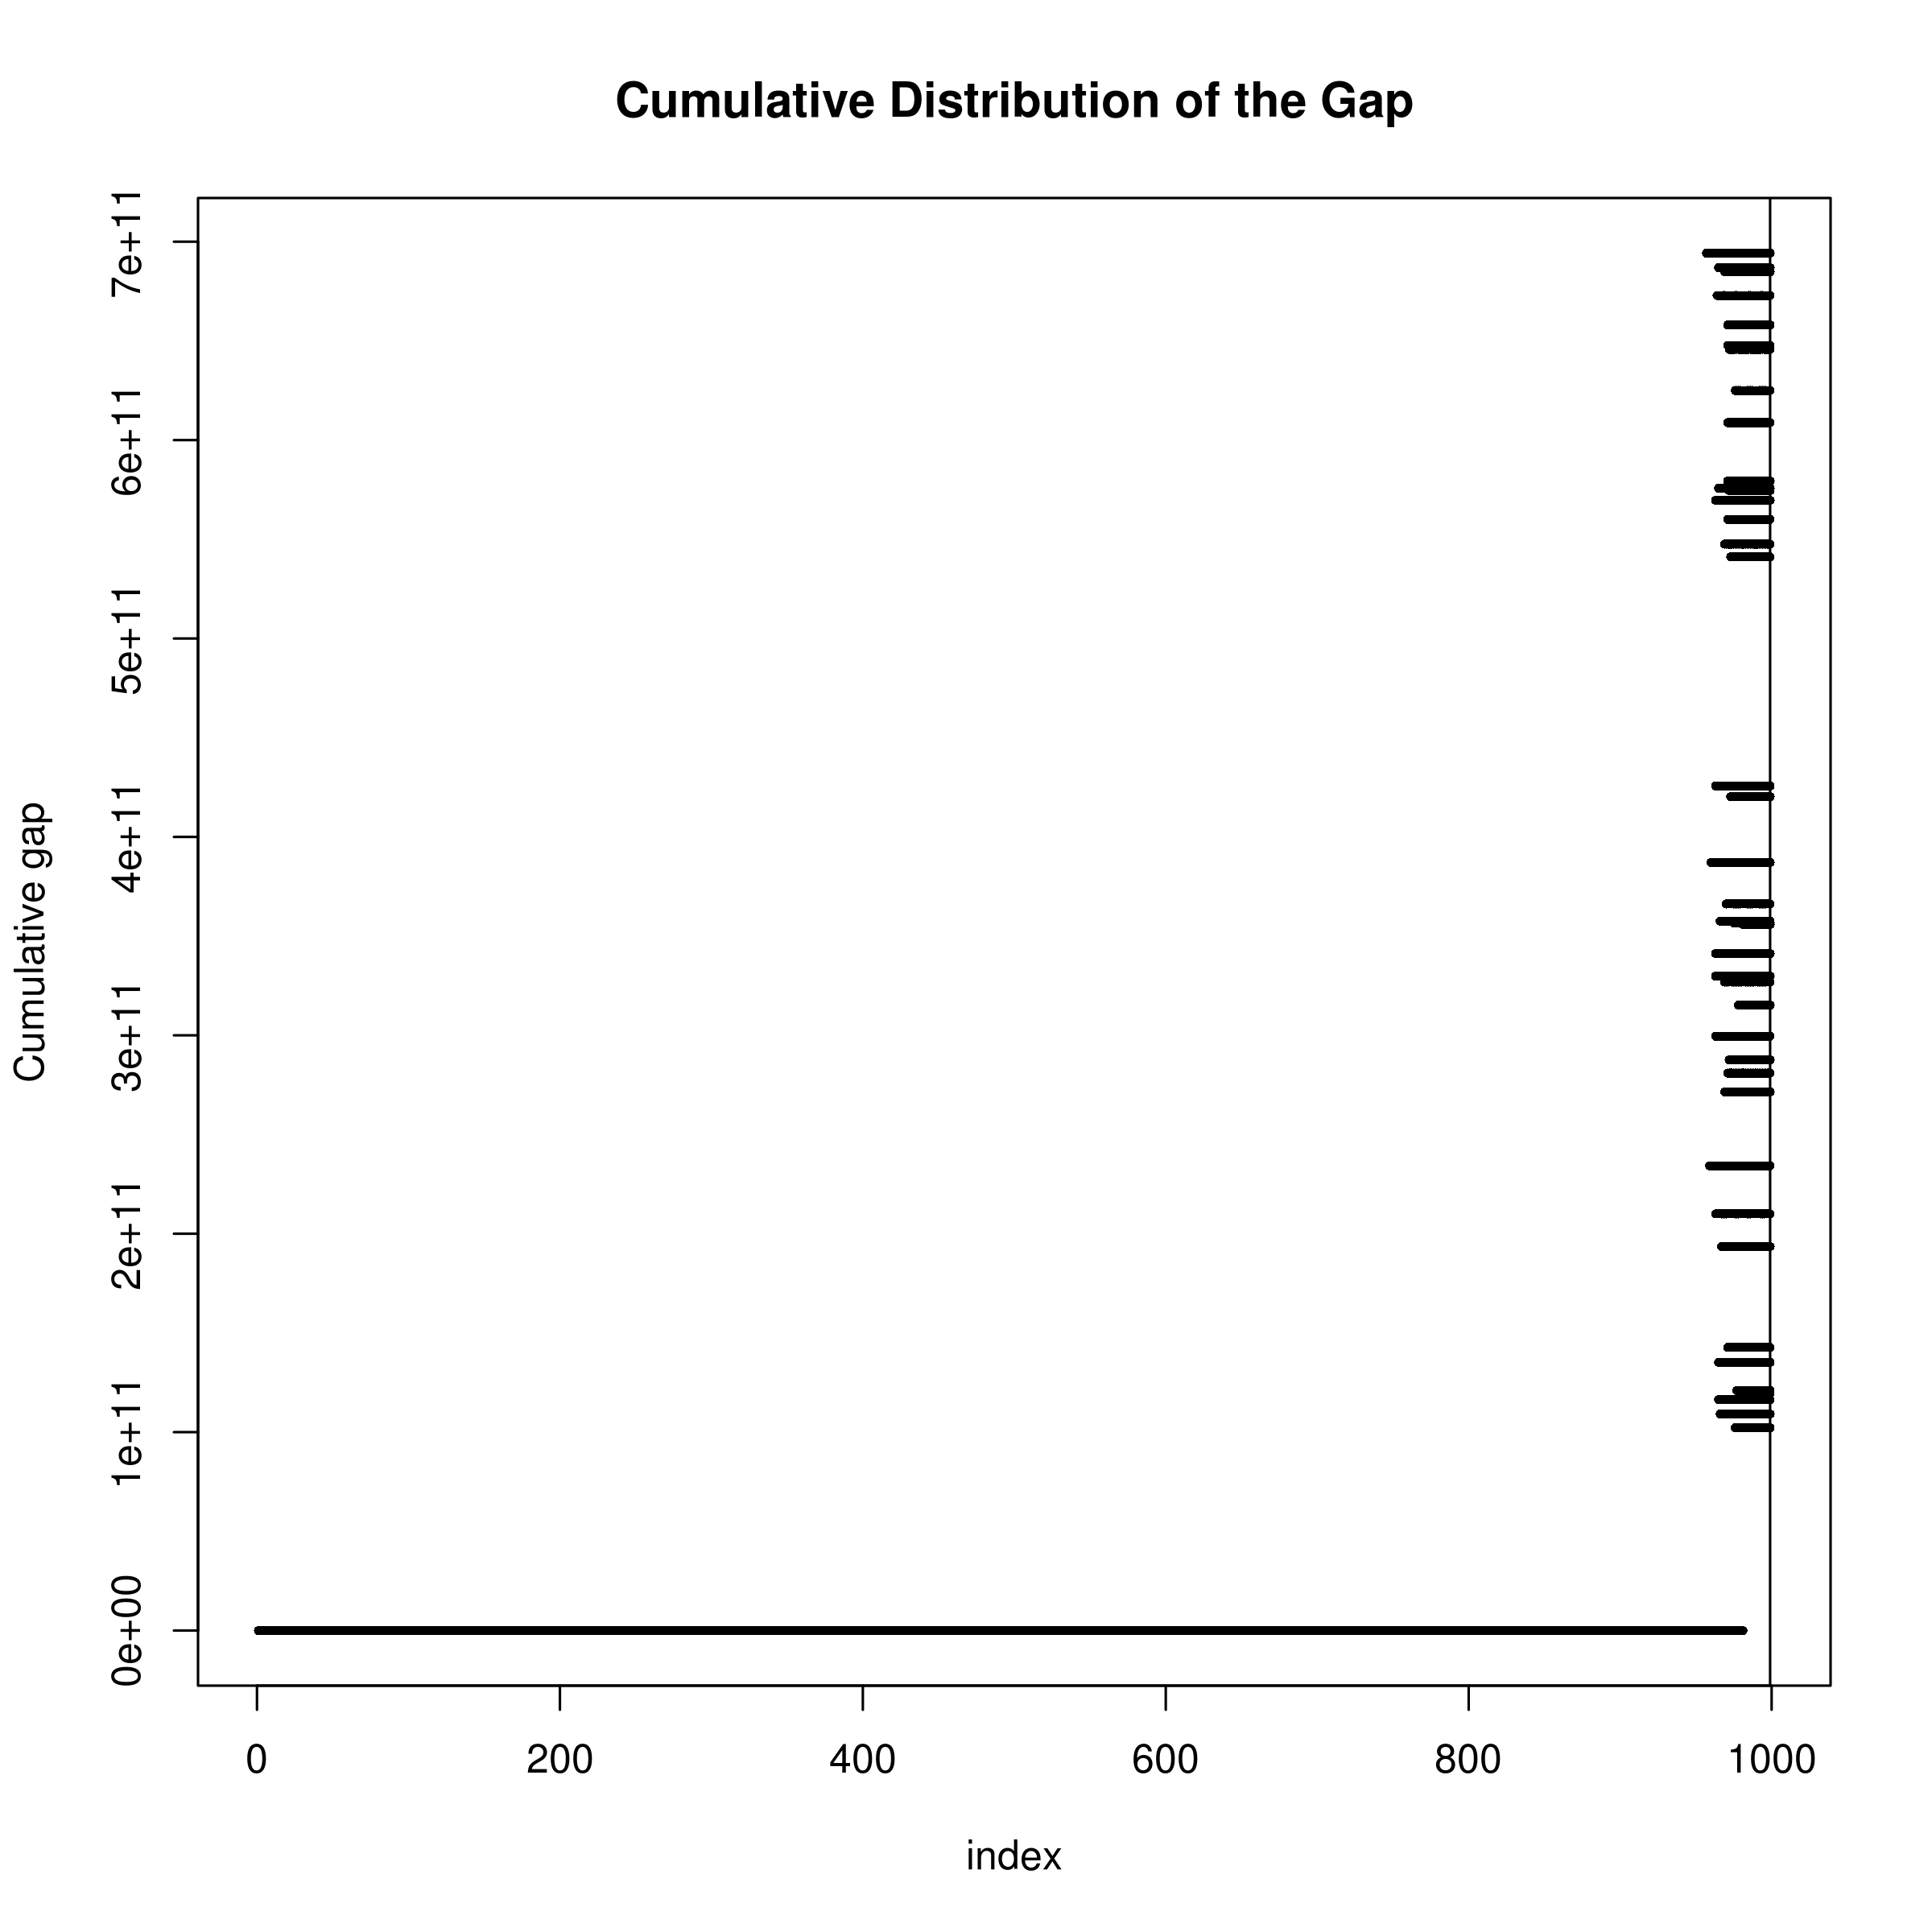 Cumulative Distribution of the Gap
Cumulative gap
7e+11
6e+11
5e+11
4e+11
3e+11
2e+11
1e+11
0e+00
0 200 400 600 800 1000
index